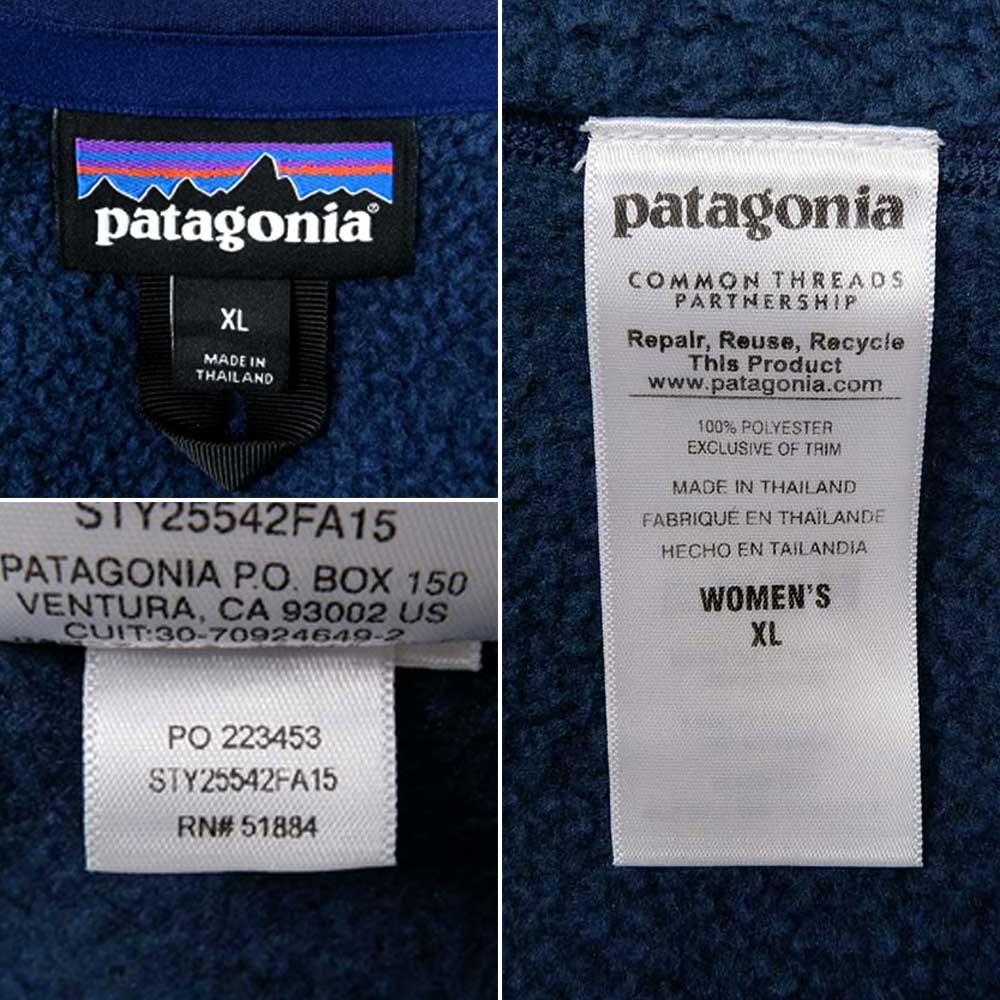 patagonia®
XL
MADE IN
THAILAND
patagonia®
COMMON THREADS
PARTNERSHIP
Repair, Reuse, Recycle
This Product
www.patagonia.com
100% POLYESTER
EXCLUSIVE OF TRIM
MADE IN THAILAND
FABRIQUÉ EN THAÏLANDE
HECHO EN TAILANDIA
WOMEN'S
XL
STY25542FA15
PATAGONIA P.O. BOX 150
VENTURA, CA 93002 US
CUIT:30-70924649-2
PO 223453
STY25542FA15
RN# 51884